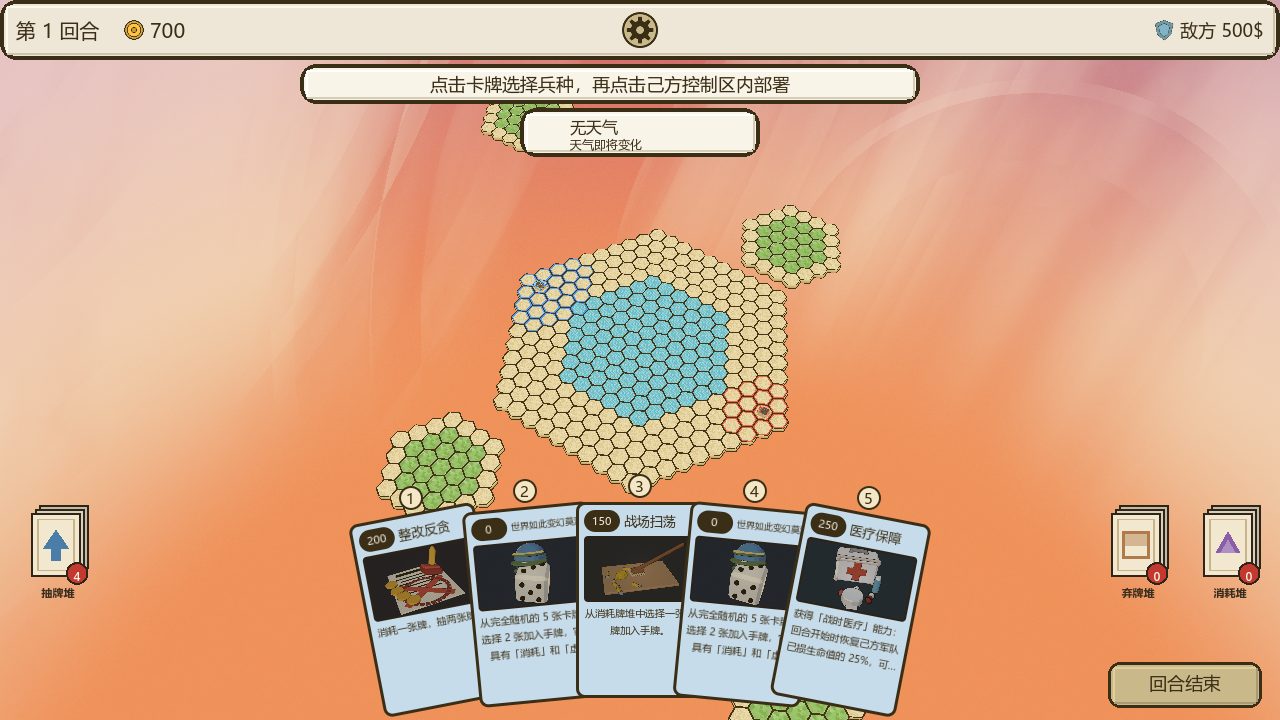 第 1 回合
700
敌方 500$
点击卡牌选择兵种，再点击己方控制区内部署
无天气
天气即将变化
1
2
3
4
5
200 整改反贪
消耗一张牌，抽两张牌
0 世界如此变幻莫
从完全随机的 5 张卡
选择 2 张加入手牌，
具有「消耗」和「
150 战场扫荡
从消耗牌堆中选择一张
牌加入手牌。
0 世界如此变幻莫
从完全随机的 5 张卡
选择 2 张加入手牌，
具有「消耗」和「
250 医疗保障
获得「战时医疗」能力：
回合开始时恢复己方军队
已损生命值的 25%，可...
4
抽牌堆
0
弃牌堆
0
消耗堆
回合结束